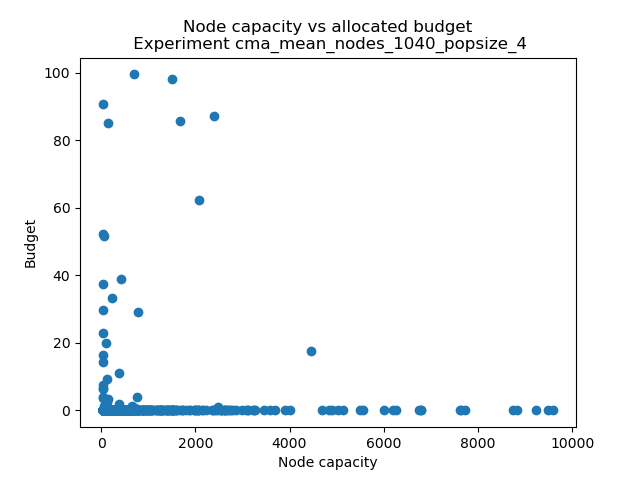 Node capacity vs allocated budget
Experiment cma_mean_nodes_1040_popsize_4
100
80
60
40
20
0
Budget
0 2000 4000 6000 8000 10000
Node capacity